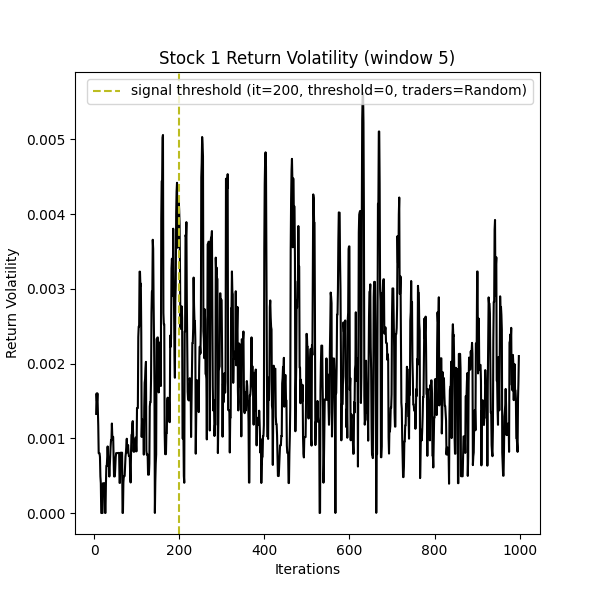 Stock 1 Return Volatility (window 5)
signal threshold (it=200, threshold=0, traders=Random)
0.005
0.004
0.003
0.002
0.001
0.000
Return Volatility
0 200 400 600 800 1000
Iterations